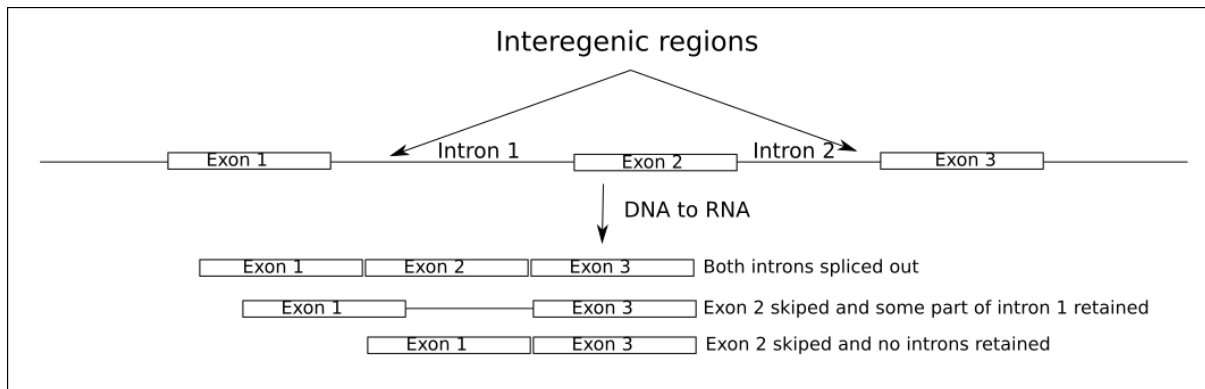 Interegenic regions
Exon 1 Intron 1 Exon 2 Intron 2 Exon 3
DNA to RNA
Exon 1 Exon 2 Exon 3 Both introns spliced out
Exon 1 Exon 3 Exon 2 skiped and some part of intron 1 retained
Exon 1 Exon 3 Exon 2 skiped and no introns retained